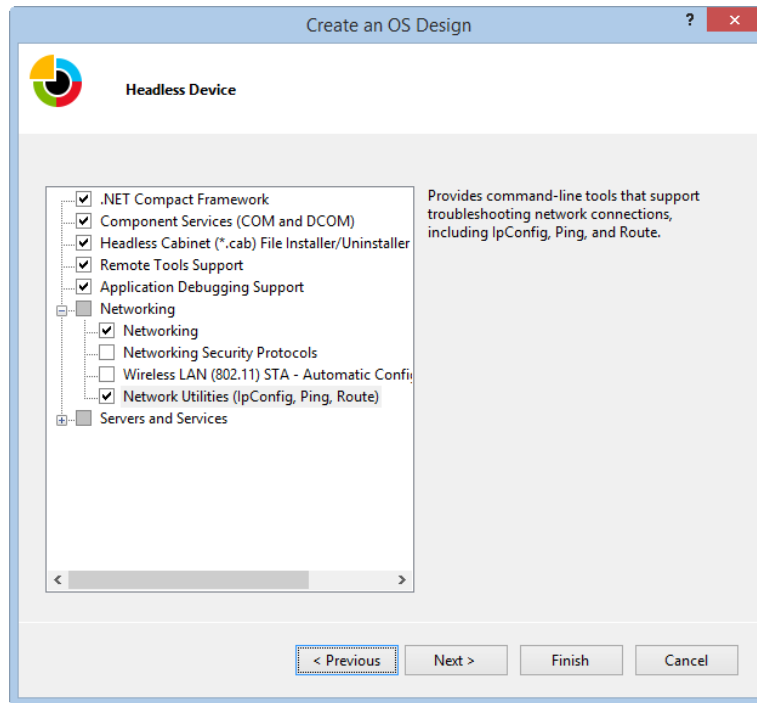 Create an OS Design
?
Headless Device
.NET Compact Framework
Component Services (COM and DCOM)
Headless Cabinet (*.cab) File Installer/Uninstaller
Remote Tools Support
Application Debugging Support
Networking
Networking
Networking Security Protocols
Wireless LAN (802.11) STA - Automatic
Network Utilities (IpConfig, Ping, Route)
Servers and Services
Provides command-line tools that support
troubleshooting network connections,
including IpConfig, Ping, and Route.
< Previous
Next >
Finish
Cancel